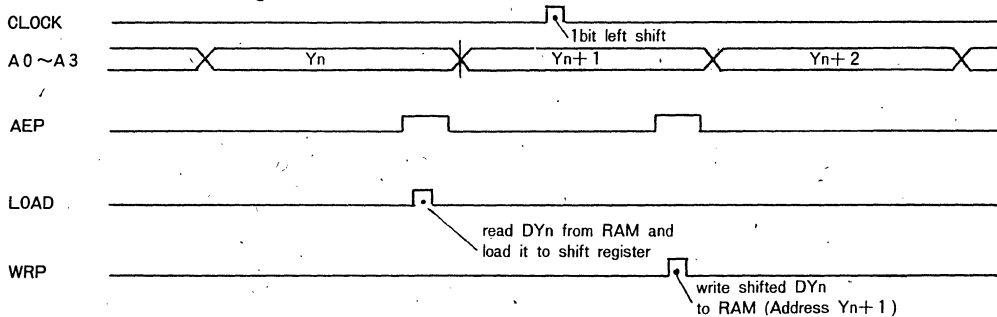 CLOCK
1bit left shift
A0~A3
Yn
Yn+1
Yn+2
AEP
LOAD
read DYn from RAM and
load it to shift register
WRP
write shifted DYn
to RAM (Address Yn+1)